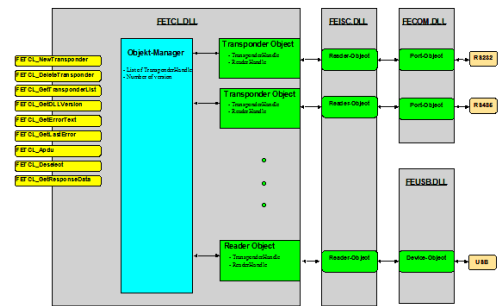 FETCL.DLL
FEISC.DLL
FECOM.DLL
FETCL_NewTransponder
FETCL_DeleteTransponder
FETCL_GetTransponderList
FETCL_GetDLLVersion
FETCL_GetErrorText
FETCL_GetLastError
FETCL_Apdu
FETCL_Deselect
FETCL_GetResponseData
Objekt-Manager
- List of TransponderHandle
- Number of version
Transponder Object
- TransponderHandle
- ReaderHandle
Reader-Object
Port-Object
RS232
Transponder Object
- TransponderHandle
- ReaderHandle
Reader-Object
Port-Object
RS485
FEUSB.DLL
Reader Object
- TransponderHandle
- ReaderHandle
Reader-Object
Device-Object
USB